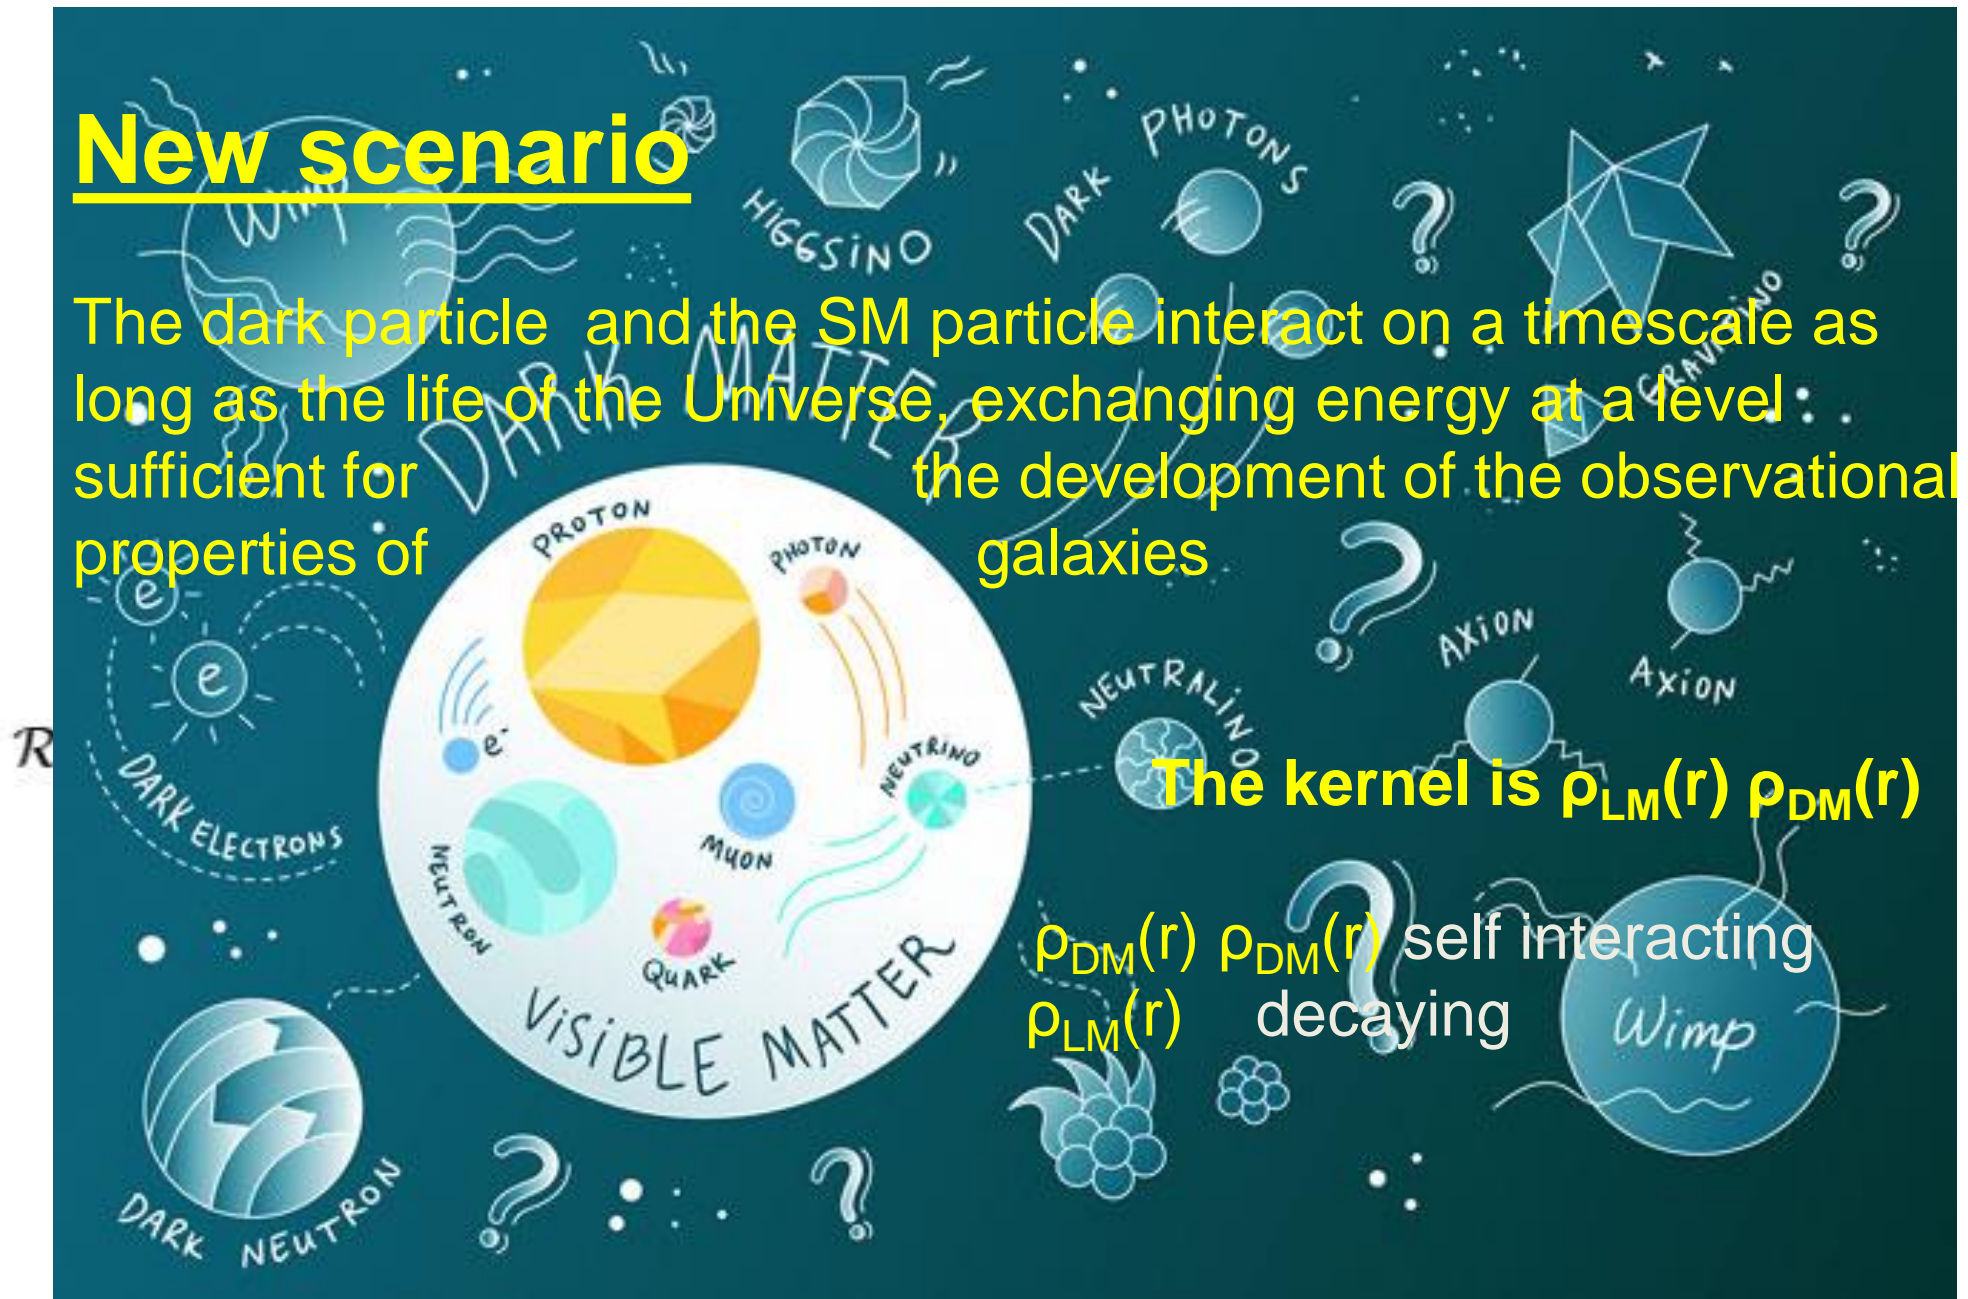 New scenario
Wimp
HIGGSINO
DARK PHOTONS
GRAVITINO
The dark particle and the SM particle interact on a timescale as
long as the life of the Universe, exchanging energy at a level
sufficient for the development of the observational
properties of galaxies
DARK MATTER
PROTON
PHOTON
e
e
DARK ELECTRONS
e-
NEUTRINO
MUON
NEUTRON
QUARK
VISIBLE MATTER
NEUTRALINO
AXION
AXION
R
The kernel is ρLM(r) ρDM(r)
ρDM(r) ρDM(r) self interacting
ρLM(r) decaying
Wimp
DARK NEUTRON